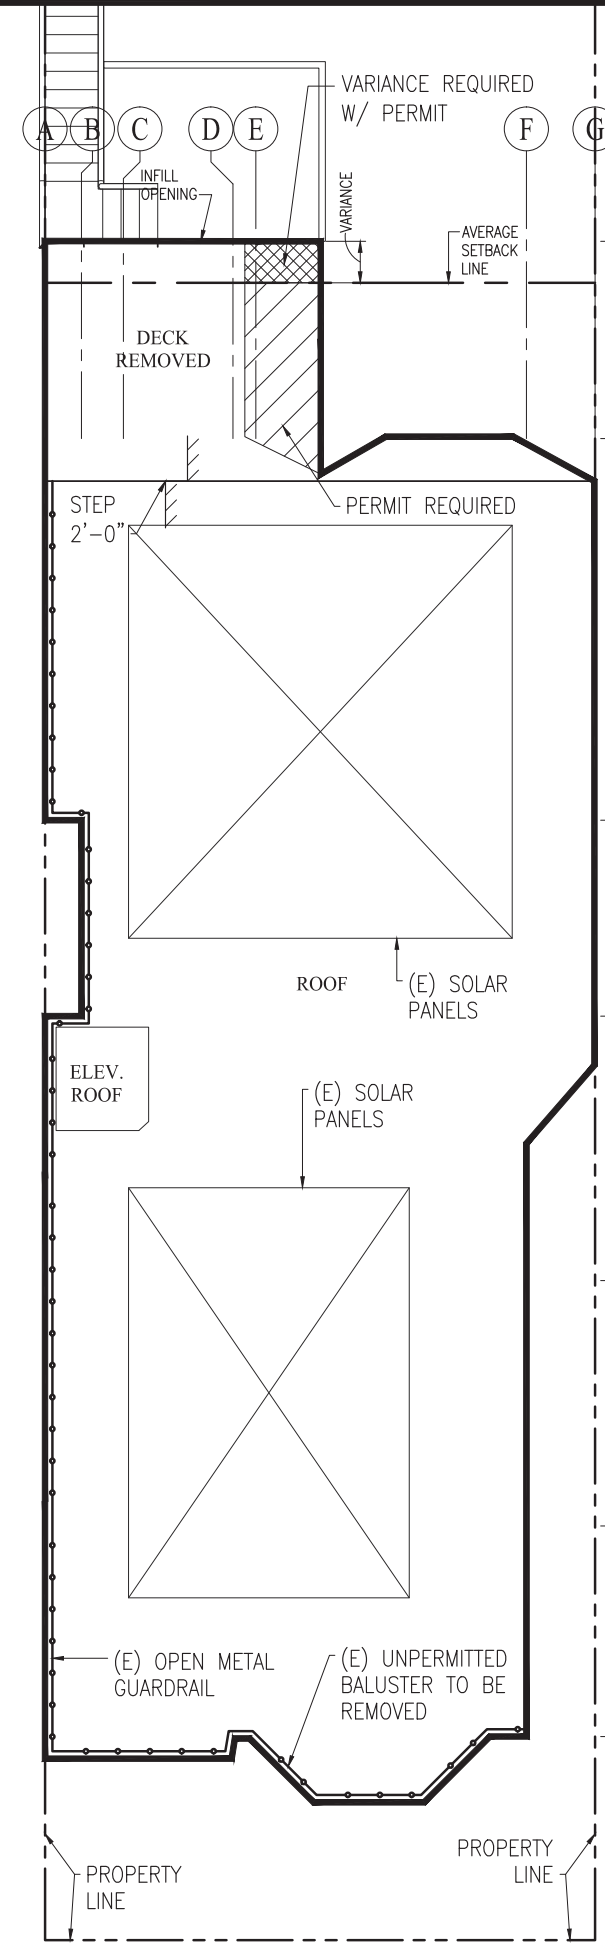 VARIANCE REQUIRED
W/ PERMIT
A
B
C
D
E
F
G
INFILL
OPENING
VARIANCE
AVERAGE
SETBACK
LINE
DECK
REMOVED
STEP
2'-0"
PERMIT REQUIRED
ROOF
(E) SOLAR
PANELS
ELEV.
ROOF
(E) SOLAR
PANELS
(E) OPEN METAL
GUARDRAIL
(E) UNPERMITTED
BALUSTER TO BE
REMOVED
PROPERTY
LINE
PROPERTY
LINE